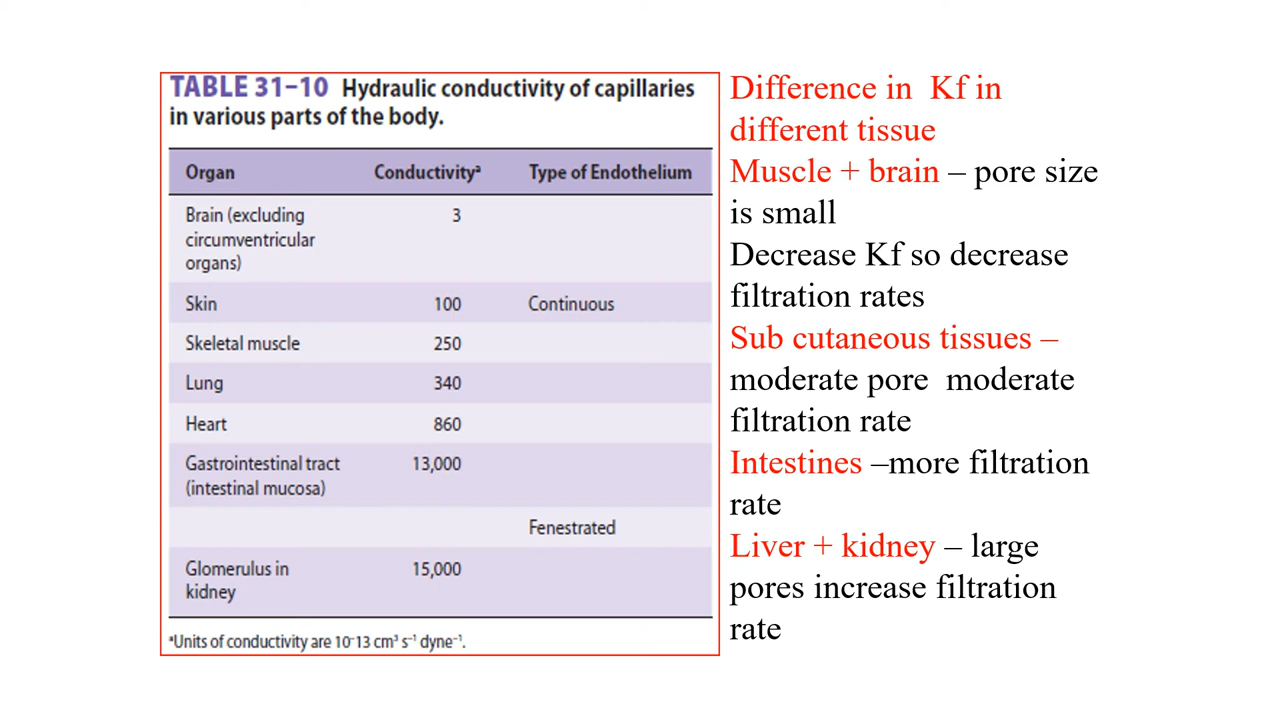 TABLE 31–10 Hydraulic conductivity of capillaries
in various parts of the body.
Organ Conductivityᵃ Type of Endothelium
Brain (excluding 3
circumventricular
organs)
Skin 100 Continuous
Skeletal muscle 250
Lung 340
Heart 860
Gastrointestinal tract 13,000
(intestinal mucosa)
Fenestrated
Glomerulus in 15,000
kidney
ᵃUnits of conductivity are 10⁻13 cm³ s⁻¹ dyne⁻¹.
Difference in Kf in
different tissue
Muscle + brain – pore size
is small
Decrease Kf so decrease
filtration rates
Sub cutaneous tissues –
moderate pore moderate
filtration rate
Intestines –more filtration
rate
Liver + kidney – large
pores increase filtration
rate